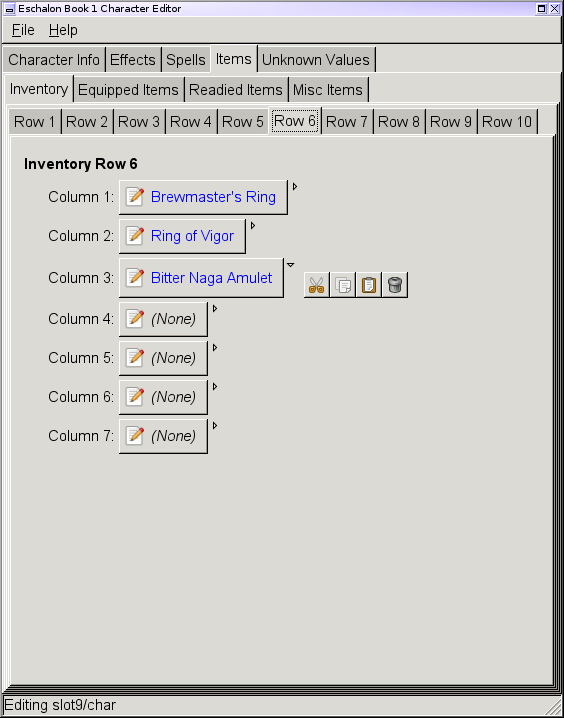 Eschalon Book 1 Character Editor
File Help
Character Info Effects Spells Items Unknown Values
Inventory Equipped Items Readied Items Misc Items
Row 1 Row 2 Row 3 Row 4 Row 5 Row 6 Row 7 Row 8 Row 9 Row 10
Inventory Row 6
Column 1: Brewmaster's Ring
Column 2: Ring of Vigor
Column 3: Bitter Naga Amulet
Column 4: (None)
Column 5: (None)
Column 6: (None)
Column 7: (None)
Editing slot9/char